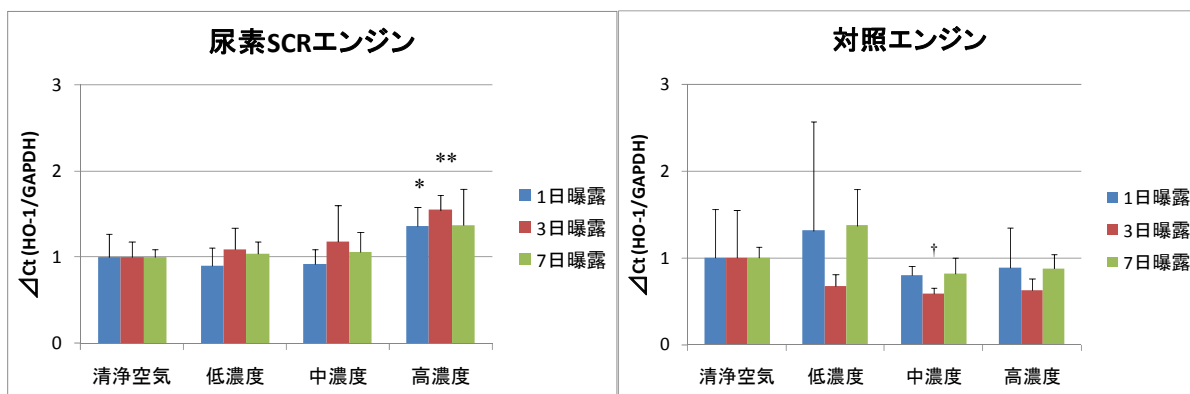 尿素SCRエンジン
⊿Ct (HO-1/GAPDH)
3
2
1
0
*
**
清浄空気
低濃度
中濃度
高濃度
1日曝露
3日曝露
7日曝露
対照エンジン
⊿Ct (HO-1/GAPDH)
3
2
1
0
†
清浄空気
低濃度
中濃度
高濃度
1日曝露
3日曝露
7日曝露